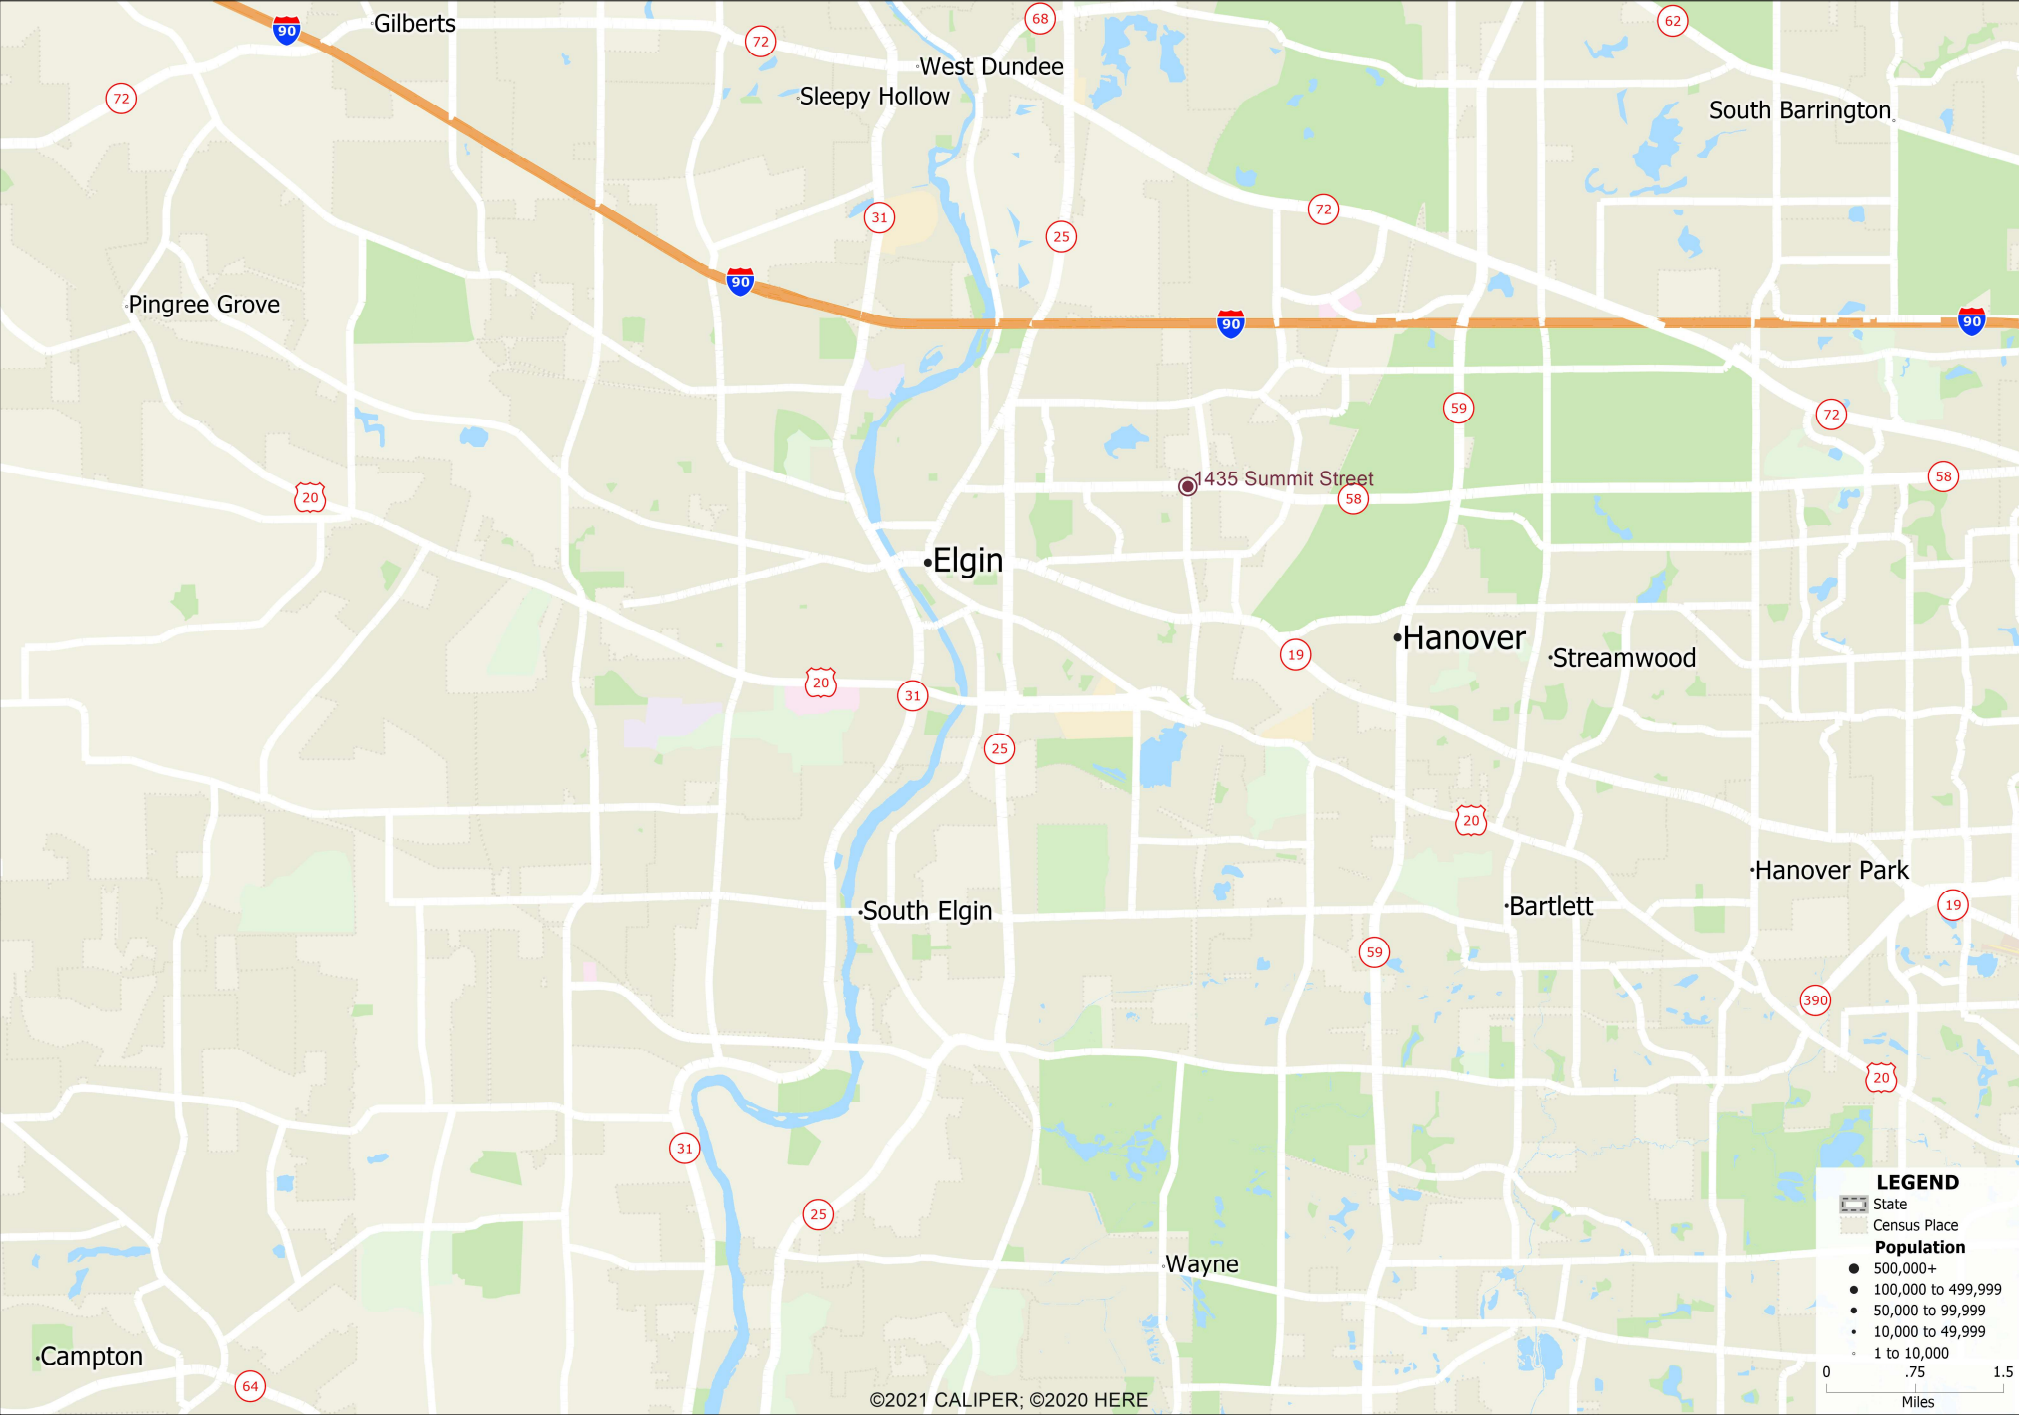 90
Gilberts
68
62
72
West Dundee
72
Sleepy Hollow
South Barrington
31
72
25
90
Pingree Grove
90
90
59
72
1435 Summit Street
58
20
58
Elgin
Hanover
19
Streamwood
20
31
25
20
Hanover Park
South Elgin
Bartlett
19
59
390
20
31
25
Wayne
Campton
64
LEGEND
State
Census Place
Population
500,000+
100,000 to 499,999
50,000 to 99,999
10,000 to 49,999
1 to 10,000
0 .75 1.5
Miles
©2021 CALIPER; ©2020 HERE